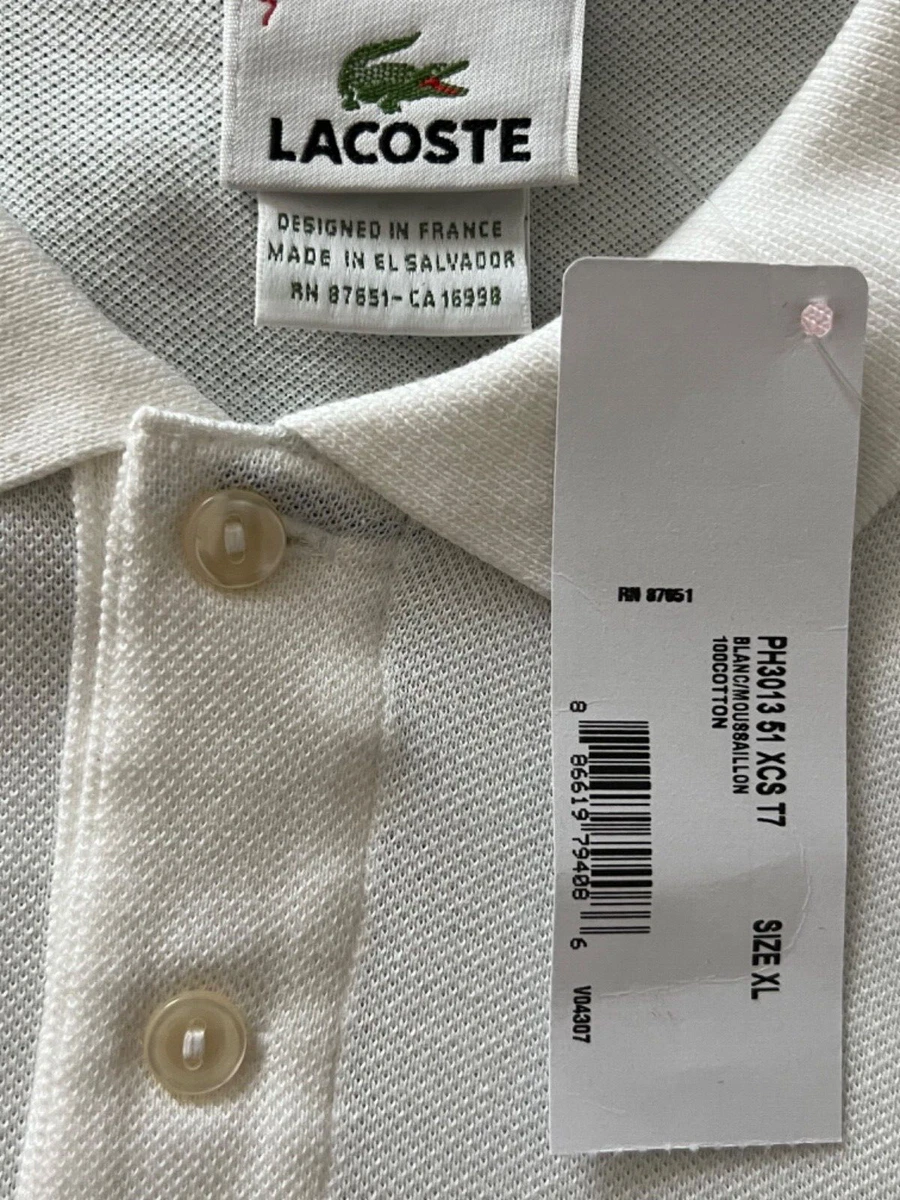 LACOSTE
DESIGNED IN FRANCE
MADE IN EL SALVADOR
RN 87651-CA 16998
RN 87651
PH3013 51 XCS T7
BLANC/MOUSSAILLON
100COTTON
SIZE XL
8 86619 79408 6
V04307